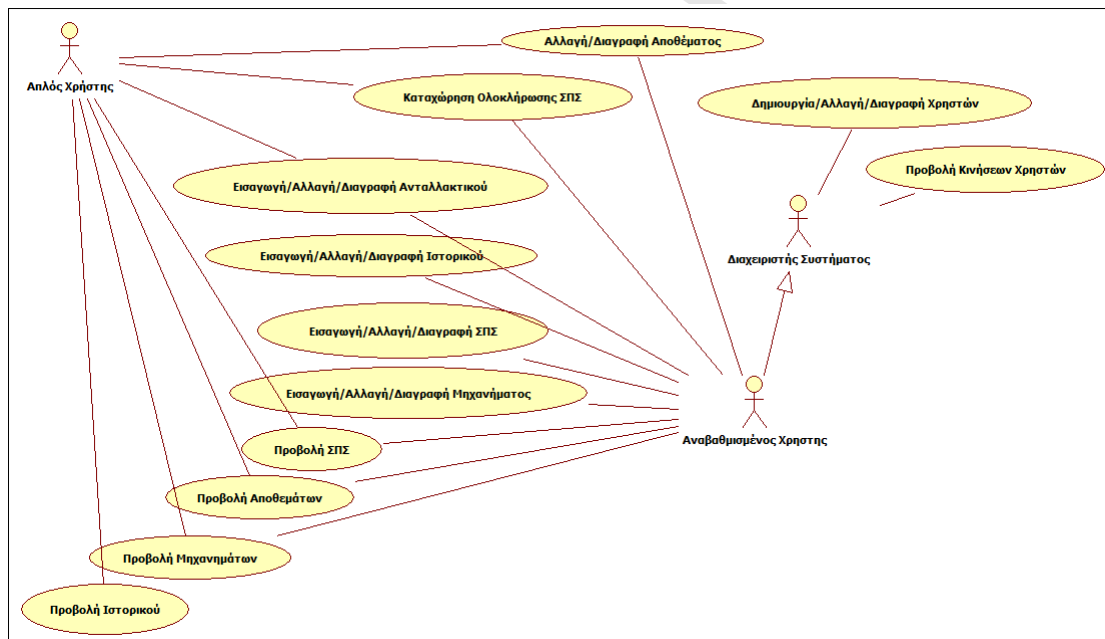 Απλός Χρήστης
Αλλαγή/Διαγραφή Αποθέματος
Καταχώρηση Ολοκλήρωσης ΣΠΣ
Δημιουργία/Αλλαγή/Διαγραφή Χρηστών
Προβολή Κινήσεων Χρηστών
Εισαγωγή/Αλλαγή/Διαγραφή Ανταλλακτικού
Εισαγωγή/Αλλαγή/Διαγραφή Ιστορικού
Διαχειριστής Συστήματος
Εισαγωγή/Αλλαγή/Διαγραφή ΣΠΣ
Εισαγωγή/Αλλαγή/Διαγραφή Μηχανήματος
Αναβαθμισμένος Χρηστης
Προβολή ΣΠΣ
Προβολή Αποθεμάτων
Προβολή Μηχανημάτων
Προβολή Ιστορικού